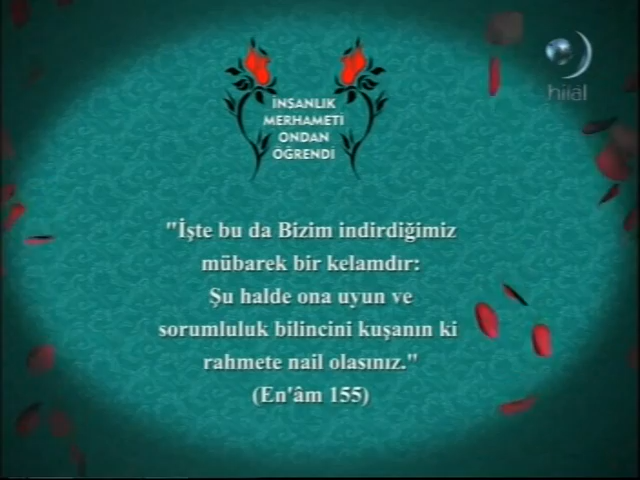 hilal
İNSANLIK
MERHAMETİ
ONDAN
ÖĞRENDİ
"İşte bu da Bizim indirdiğimiz
mübarek bir kelamdır:
Şu halde ona uyun ve
sorumluluk bilincini kuşanın ki
rahmete nail olasınız."
(En'âm 155)